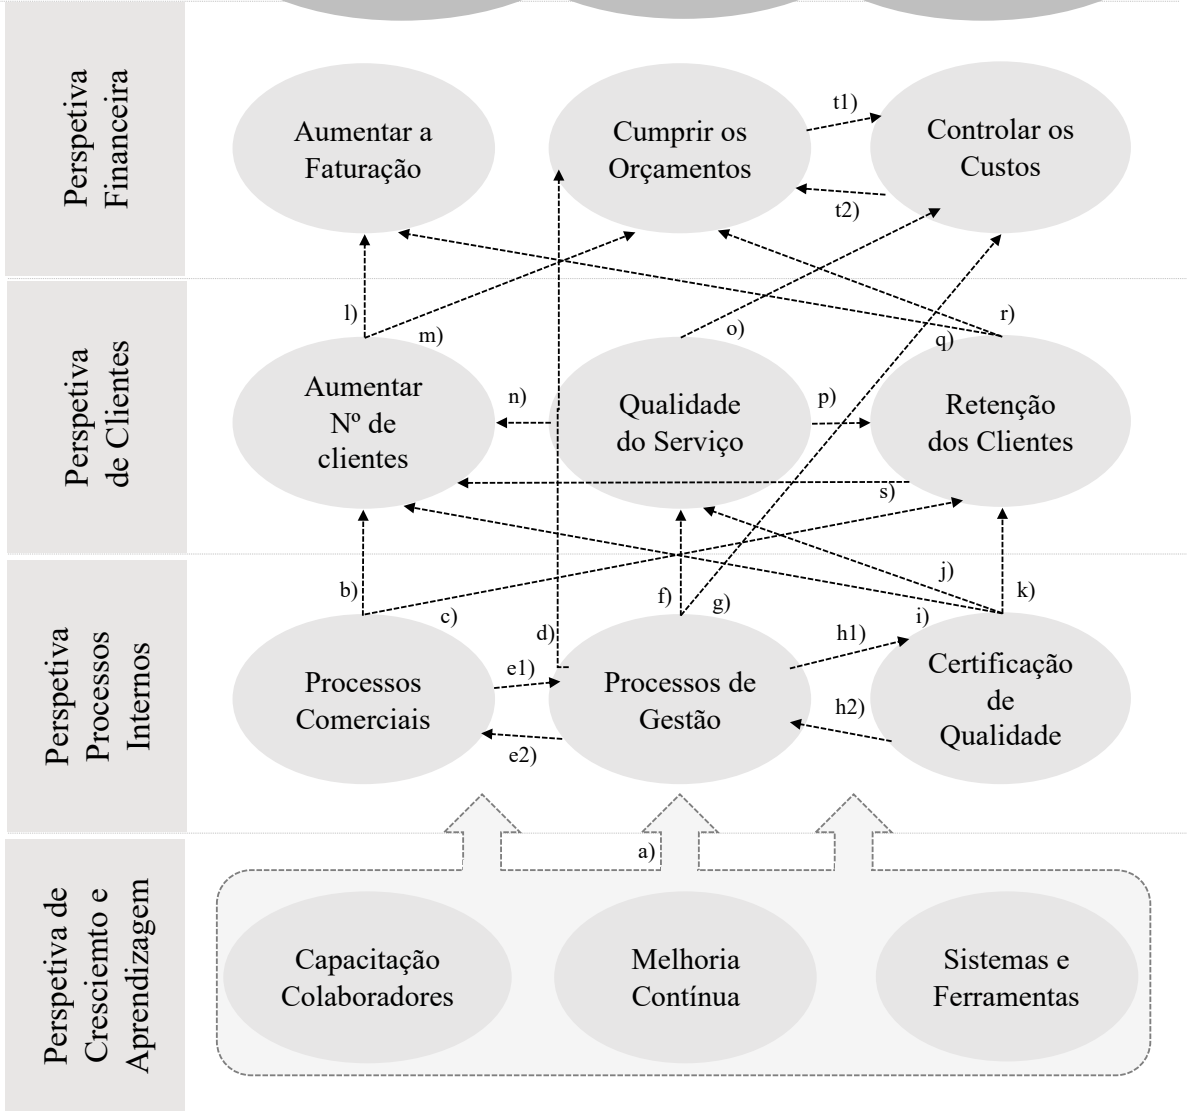 Perspetiva
Financeira
Aumentar a
Faturação
Cumprir os
Orçamentos
Controlar os
Custos
t1)
t2)
Perspetiva
de Clientes
l)
m)
o)
q)
r)
Aumentar
Nº de
clientes
n)
Qualidade
do Serviço
p)
Retenção
dos Clientes
s)
Perspetiva
Processos
Internos
b)
c)
d)
f)
g)
i)
j)
k)
Processos
Comerciais
e1)
e2)
Processos de
Gestão
h1)
h2)
Certificação
de
Qualidade
a)
Perspetiva de
Cresciemto e
Aprendizagem
Capacitação
Colaboradores
Melhoria
Contínua
Sistemas e
Ferramentas